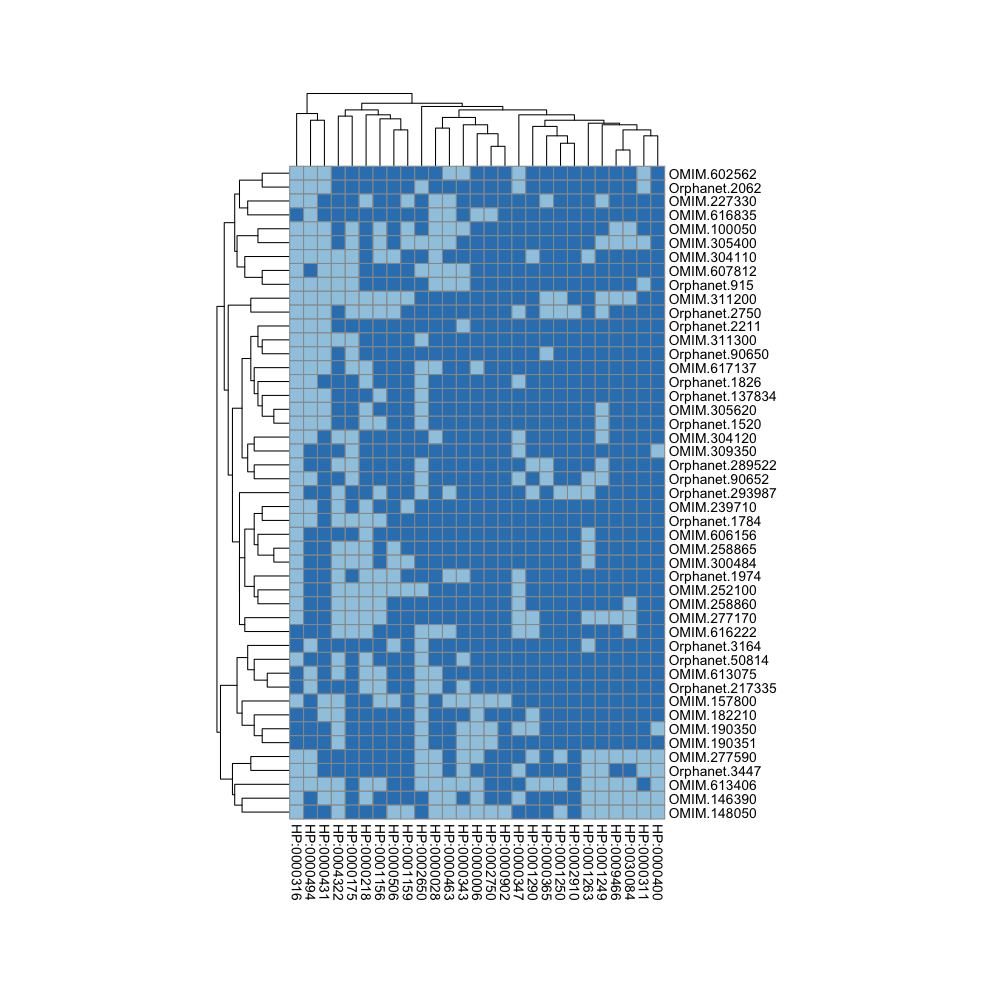 OMIM.602562
Orphanet.2062
OMIM.227330
OMIM.616835
OMIM.100050
OMIM.305400
OMIM.304110
OMIM.607812
Orphanet.915
OMIM.311200
Orphanet.2750
Orphanet.2211
OMIM.311300
Orphanet.90650
OMIM.617137
Orphanet.1826
Orphanet.137834
OMIM.305620
Orphanet.1520
OMIM.304120
OMIM.309350
Orphanet.289522
Orphanet.90652
Orphanet.293987
OMIM.239710
Orphanet.1784
OMIM.606156
OMIM.258865
OMIM.300484
Orphanet.1974
OMIM.252100
OMIM.258860
OMIM.277170
OMIM.616222
Orphanet.3164
Orphanet.50814
OMIM.613075
Orphanet.217335
OMIM.157800
OMIM.182210
OMIM.190350
OMIM.190351
OMIM.277590
Orphanet.3447
OMIM.613406
OMIM.146390
OMIM.148050
HP:0000316
HP:0000494
HP:0000431
HP:0004322
HP:0000175
HP:0000218
HP:0001156
HP:0000506
HP:0001159
HP:0002650
HP:0000028
HP:0000463
HP:0000343
HP:0000006
HP:0002750
HP:0000902
HP:0000347
HP:0001290
HP:0000365
HP:0001250
HP:0002910
HP:0001263
HP:0001249
HP:0009466
HP:0030084
HP:0000311
HP:0000400